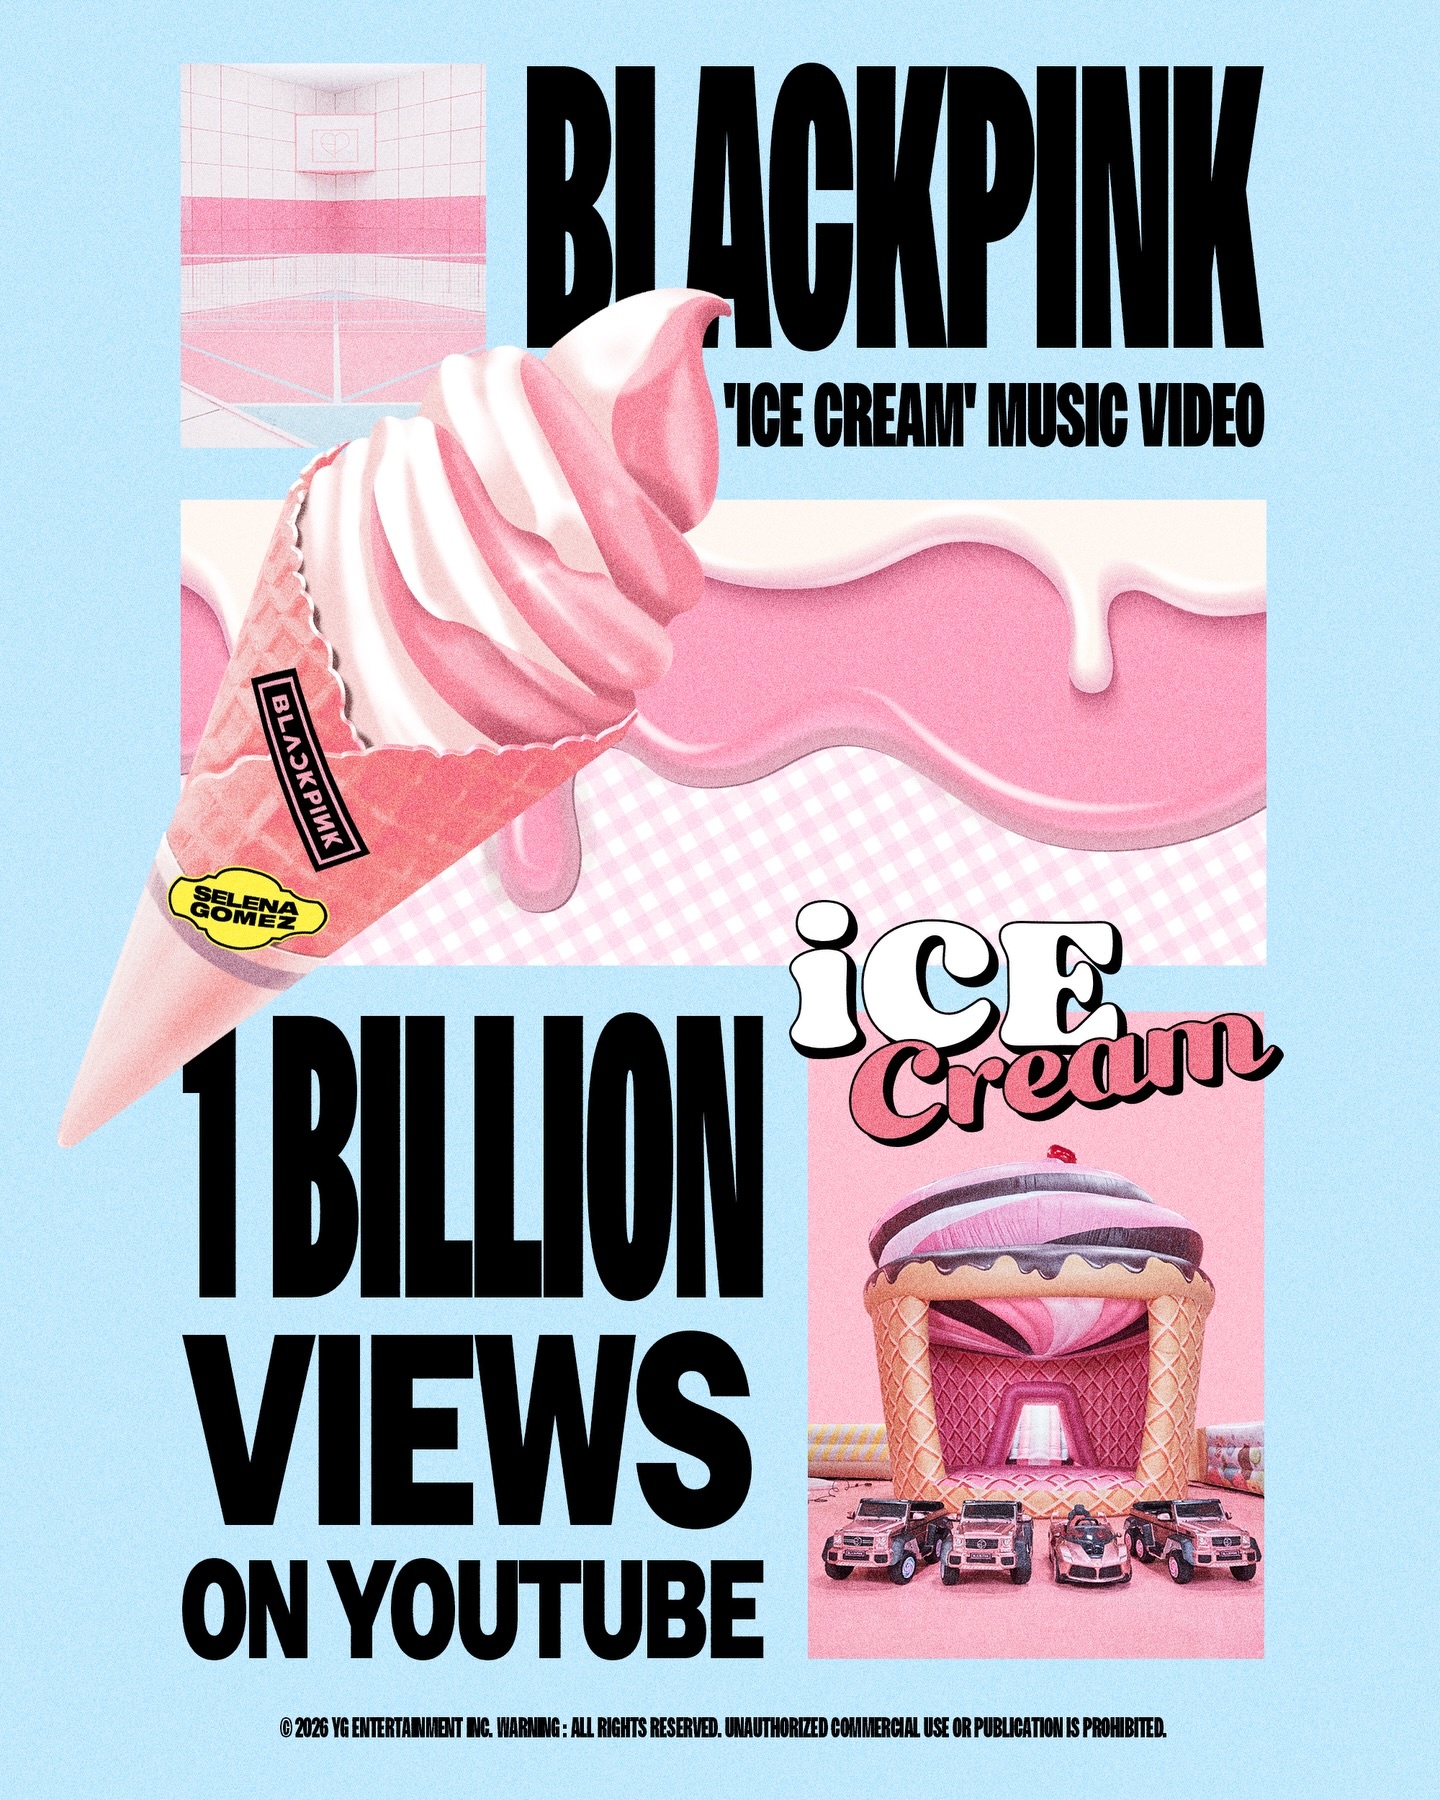 BLACKPINK
'ICE CREAM' MUSIC VIDEO
BLACKPINK
SELENA
GOMEZ
iCE
Cream
1 BILLION
VIEWS
ON YOUTUBE
© 2026 YG ENTERTAINMENT INC. WARNING : ALL RIGHTS RESERVED. UNAUTHORIZED COMMERCIAL USE OR PUBLICATION IS PROHIBITED.